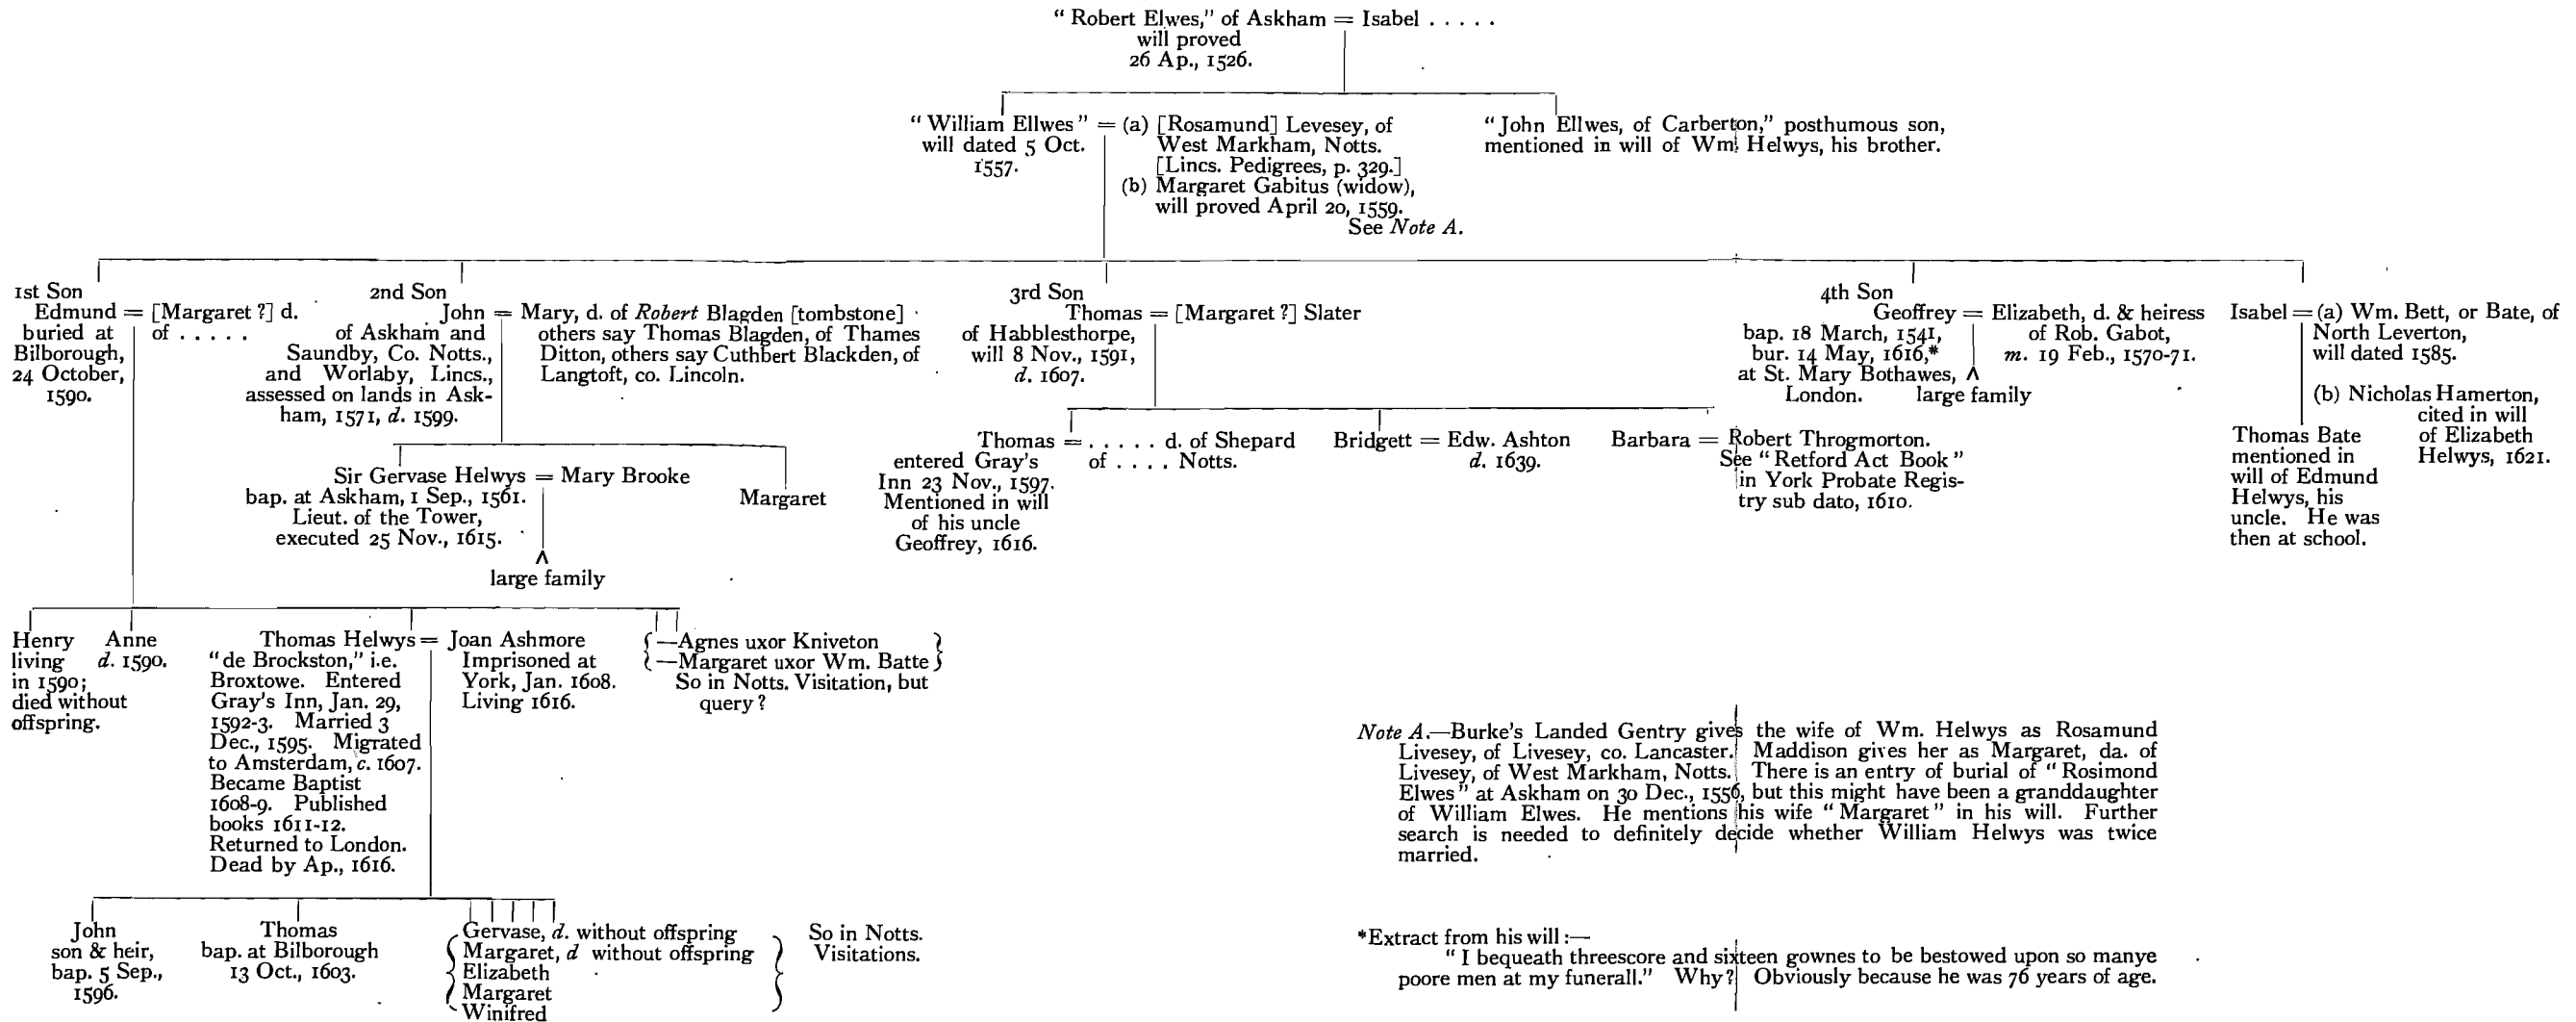 “Robert Elwes,” of Askham = Isabel . . . . .
will proved
26 Ap., 1526.
“William Ellwes” = (a) [Rosamund] Levesey, of
will dated 5 Oct.
1557.
West Markham, Notts.
[Lincs. Pedigrees, p. 329.]
(b) Margaret Gabitus (widow),
will proved April 20, 1559.
See Note A.
“John Ellwes, of Carberton,” posthumous son,
mentioned in will of Wm. Helwys, his brother.
1st Son
Edmund = [Margaret ?] d.
of . . . . .
buried at
Bilborough,
24 October,
1590.
2nd Son
John = Mary, d. of Robert Blagden [tombstone]
of Askham and
Saundby, Co. Notts.,
and Worlaby, Lincs.,
assessed on lands in Ask-
ham, 1571, d. 1599.
others say Thomas Blagden, of Thames
Ditton, others say Cuthbert Blackden, of
Langtoft, co. Lincoln.
3rd Son
Thomas = [Margaret ?] Slater
of Habblesthorpe,
will 8 Nov., 1591,
d. 1607.
4th Son
Geoffrey = Elizabeth, d. & heiress
bap. 18 March, 1541,
bur. 14 May, 1616,*
at St. Mary Bothawes,
London.
of Rob. Gabot,
m. 19 Feb., 1570-71.
large family
Isabel = (a) Wm. Bett, or Bate, of
North Leverton,
will dated 1585.
(b) Nicholas Hamerton,
cited in will
of Elizabeth
Helwys, 1621.
Thomas Bate
mentioned in
will of Edmund
Helwys, his
uncle. He was
then at school.
Sir Gervase Helwys = Mary Brooke
bap. at Askham, 1 Sep., 1561.
Lieut. of the Tower,
executed 25 Nov., 1615.
large family
Margaret
Thomas = . . . . . d. of Shepard
of . . . . Notts.
entered Gray's
Inn 23 Nov., 1597.
Mentioned in will
of his uncle
Geoffrey, 1616.
Bridgett = Edw. Ashton
d. 1639.
Barbara = Robert Throgmorton.
See “Retford Act Book”
in York Probate Regis-
try sub dato, 1610.
Henry
living
in 1590;
died without
offspring.
Anne
d. 1590.
Thomas Helwys = Joan Ashmore
“de Brockston,” i.e.
Broxtowe. Entered
Gray's Inn, Jan. 29,
1592-3. Married 3
Dec., 1595. Migrated
to Amsterdam, c. 1607.
Became Baptist
1608-9. Published
books 1611-12.
Returned to London.
Dead by Ap., 1616.
Imprisoned at
York, Jan. 1608.
Living 1616.
—Agnes uxor Kniveton
—Margaret uxor Wm. Batte
So in Notts. Visitation, but
query?
John
son & heir,
bap. 5 Sep.,
1596.
Thomas
bap. at Bilborough
13 Oct., 1603.
Gervase, d. without offspring
Margaret, d without offspring
Elizabeth
Margaret
Winifred
So in Notts.
Visitations.
Note A.—Burke's Landed Gentry gives the wife of Wm. Helwys as Rosamund
Livesey, of Livesey, co. Lancaster. Maddison gives her as Margaret, da. of
Livesey, of West Markham, Notts. There is an entry of burial of “Rosimond
Elwes” at Askham on 30 Dec., 1556, but this might have been a granddaughter
of William Elwes. He mentions his wife “Margaret” in his will. Further
search is needed to definitely decide whether William Helwys was twice
married.
*Extract from his will :—
“I bequeath threescore and sixteen gownes to be bestowed upon so manye
poore men at my funerall.” Why? Obviously because he was 76 years of age.